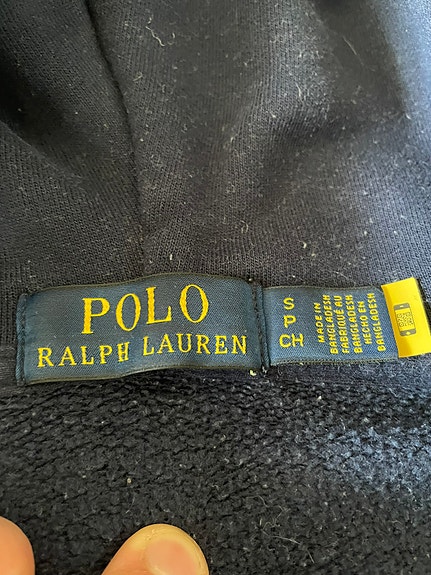 POLO
RALPH LAUREN
S
P
CH
MADE IN
BANGLADESH
FABRIQUÉ AU
BANGLADESH
HECHO EN
BANGLADESH